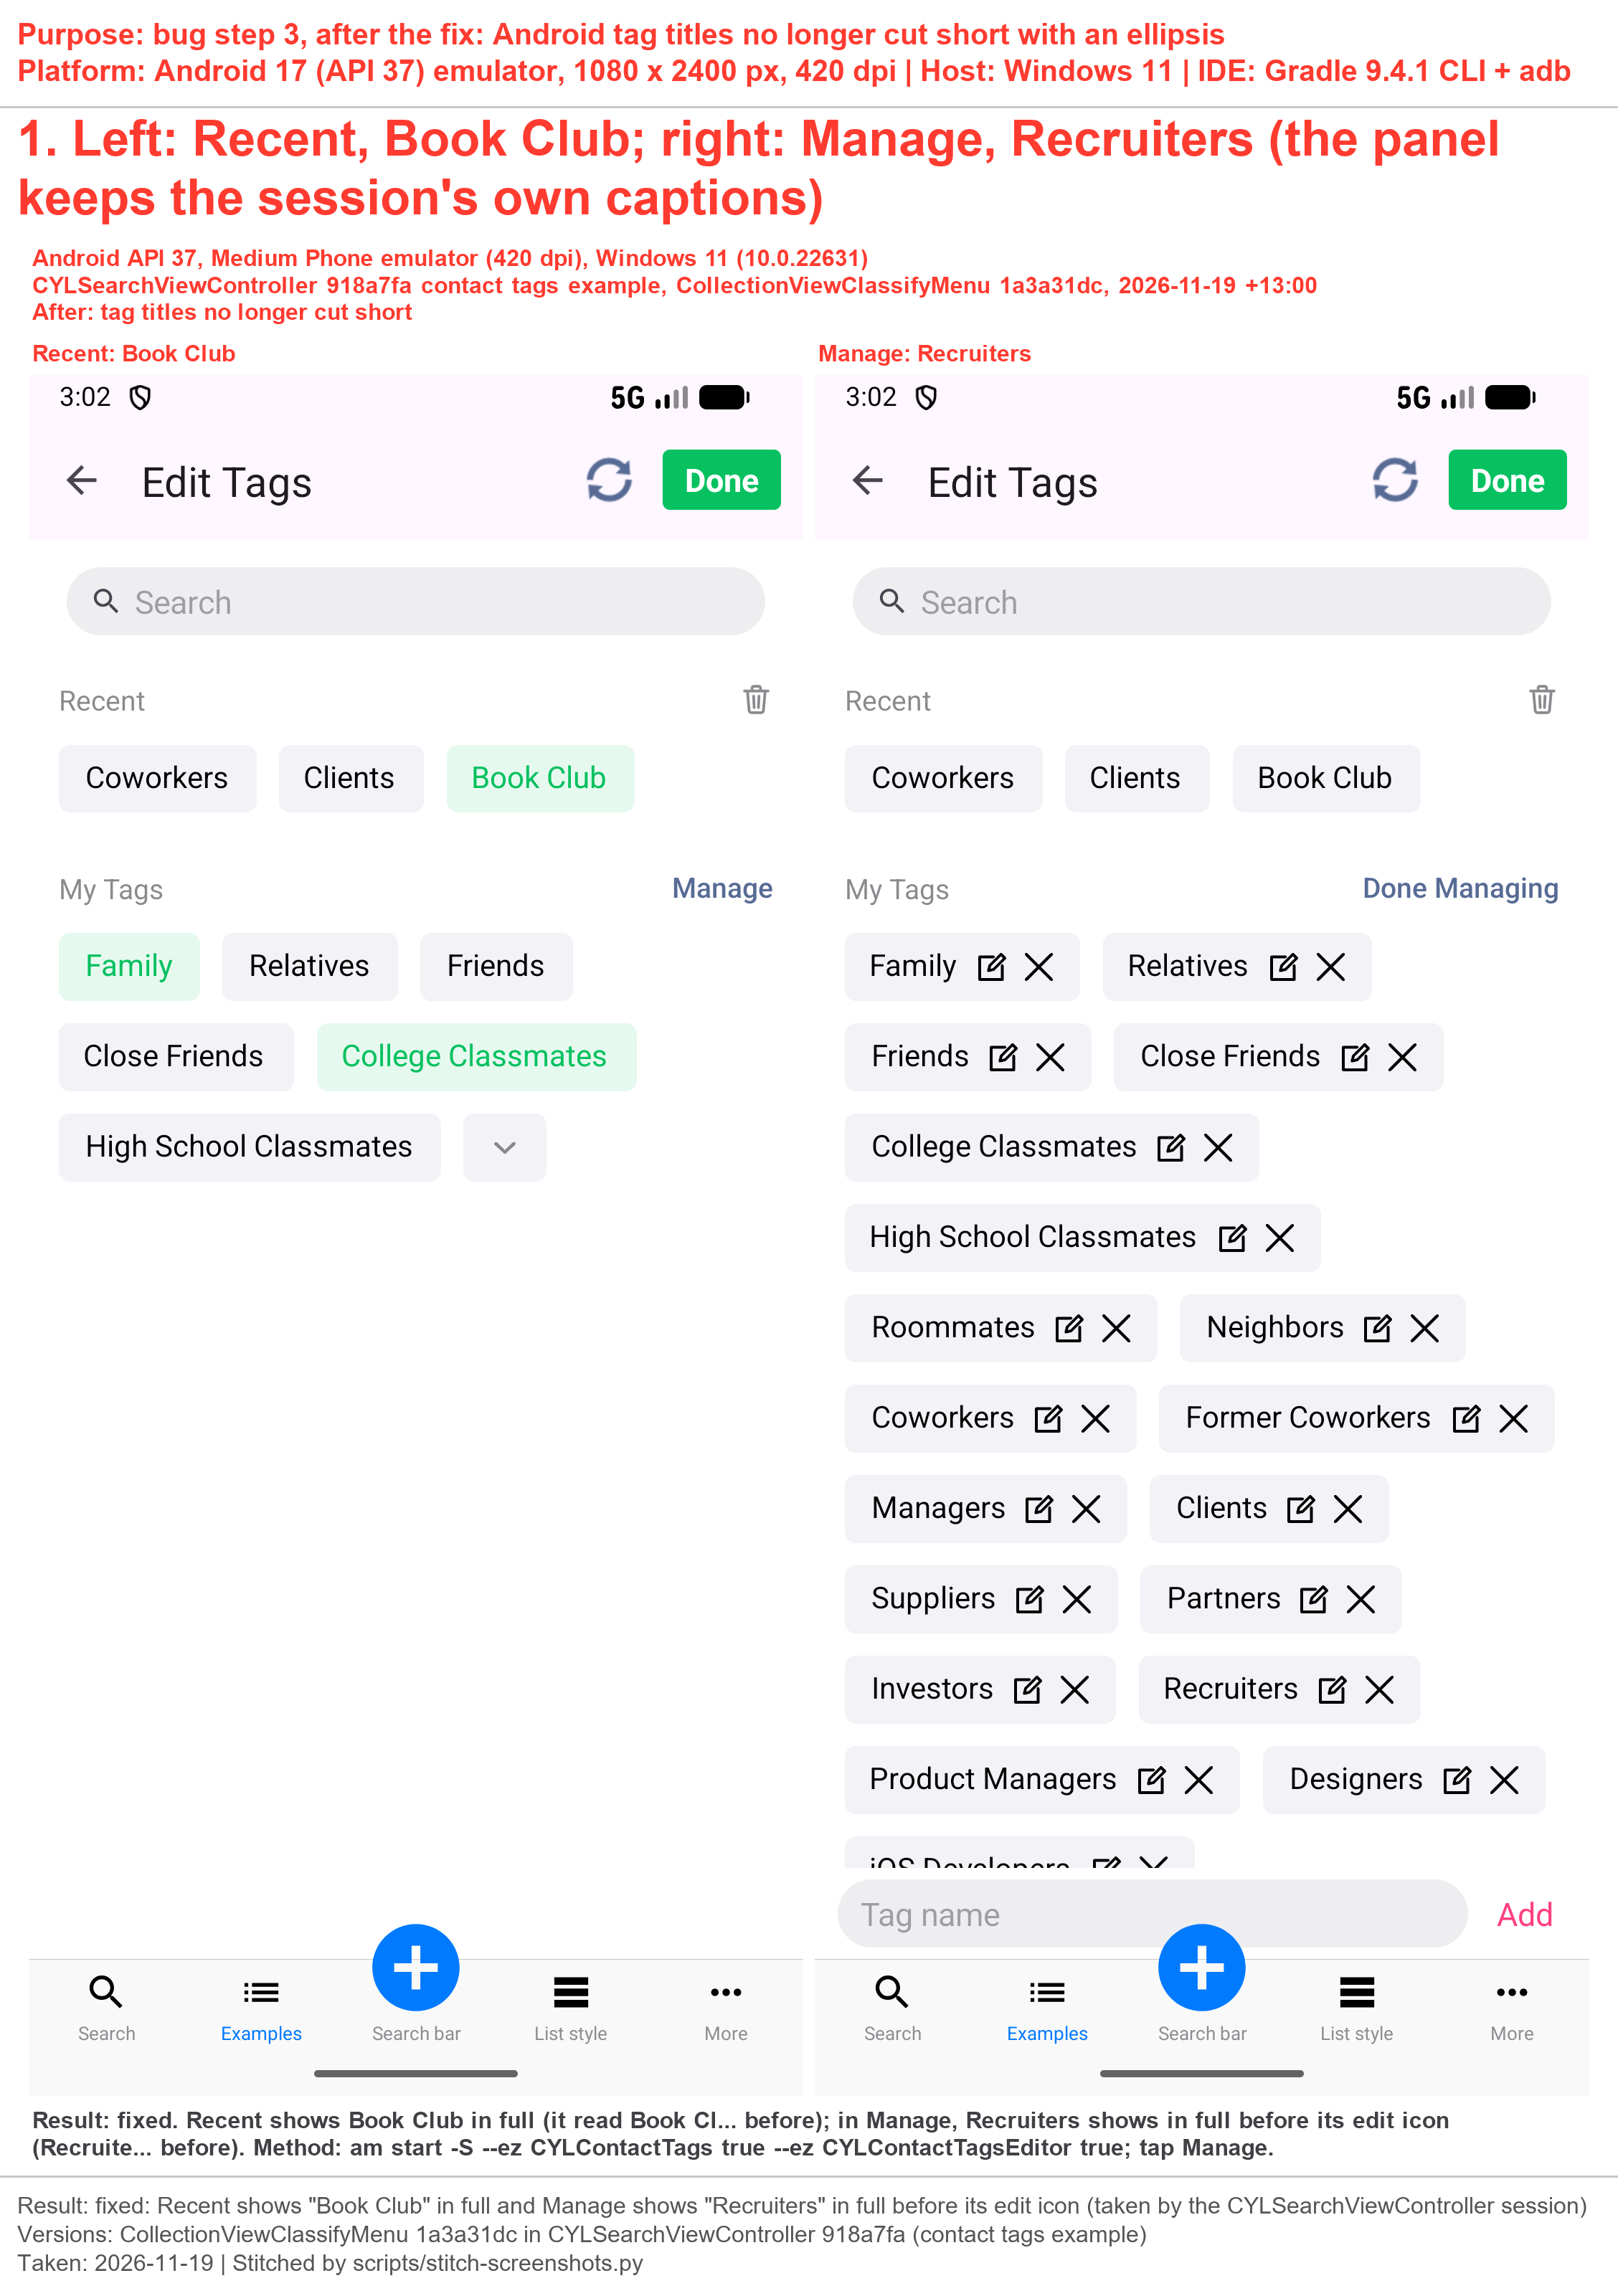 Purpose: bug step 3, after the fix: Android tag titles no longer cut short with an ellipsis
Platform: Android 17 (API 37) emulator, 1080 x 2400 px, 420 dpi | Host: Windows 11 | IDE: Gradle 9.4.1 CLI + adb
1. Left: Recent, Book Club; right: Manage, Recruiters (the panel
keeps the session's own captions)
Android API 37, Medium Phone emulator (420 dpi), Windows 11 (10.0.22631)
CYLSearchViewController 918a7fa contact tags example, CollectionViewClassifyMenu 1a3a31dc, 2026-11-19 +13:00
After: tag titles no longer cut short
Recent: Book Club
3:02 5G
Edit Tags Done
Search
Recent
Coworkers Clients Book Club
My Tags Manage
Family Relatives Friends
Close Friends College Classmates
High School Classmates
Search Examples Search bar List style More
Manage: Recruiters
3:02 5G
Edit Tags Done
Search
Recent
Coworkers Clients Book Club
My Tags Done Managing
Family Relatives
Friends Close Friends
College Classmates
High School Classmates
Roommates Neighbors
Coworkers Former Coworkers
Managers Clients
Suppliers Partners
Investors Recruiters
Product Managers Designers
iOS Developers
Tag name Add
Search Examples Search bar List style More
Result: fixed. Recent shows Book Club in full (it read Book Cl... before); in Manage, Recruiters shows in full before its edit icon
(Recruite... before). Method: am start -S --ez CYLContactTags true --ez CYLContactTagsEditor true; tap Manage.
Result: fixed: Recent shows "Book Club" in full and Manage shows "Recruiters" in full before its edit icon (taken by the CYLSearchViewController session)
Versions: CollectionViewClassifyMenu 1a3a31dc in CYLSearchViewController 918a7fa (contact tags example)
Taken: 2026-11-19 | Stitched by scripts/stitch-screenshots.py